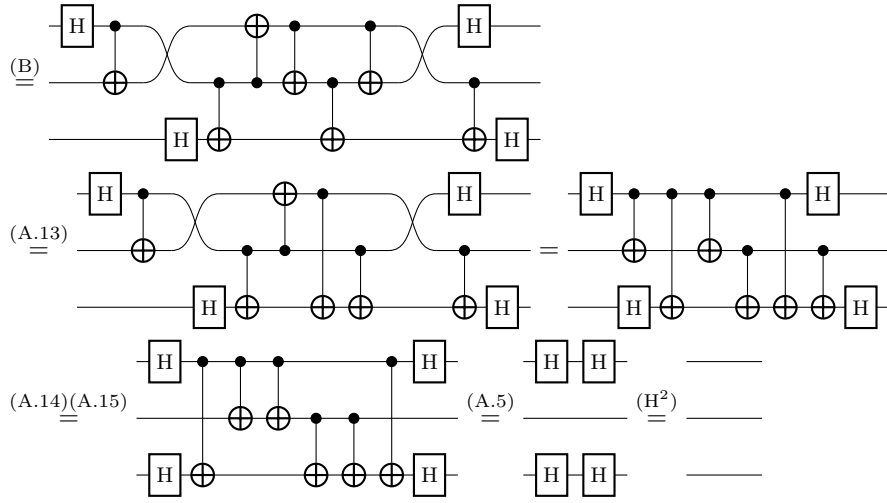 H H
(B)
=
H H
H H
(A.13)
= =
H H H H
H H H H
(A.14)(A.15) (A.5) (H²)
= = =
H H H H